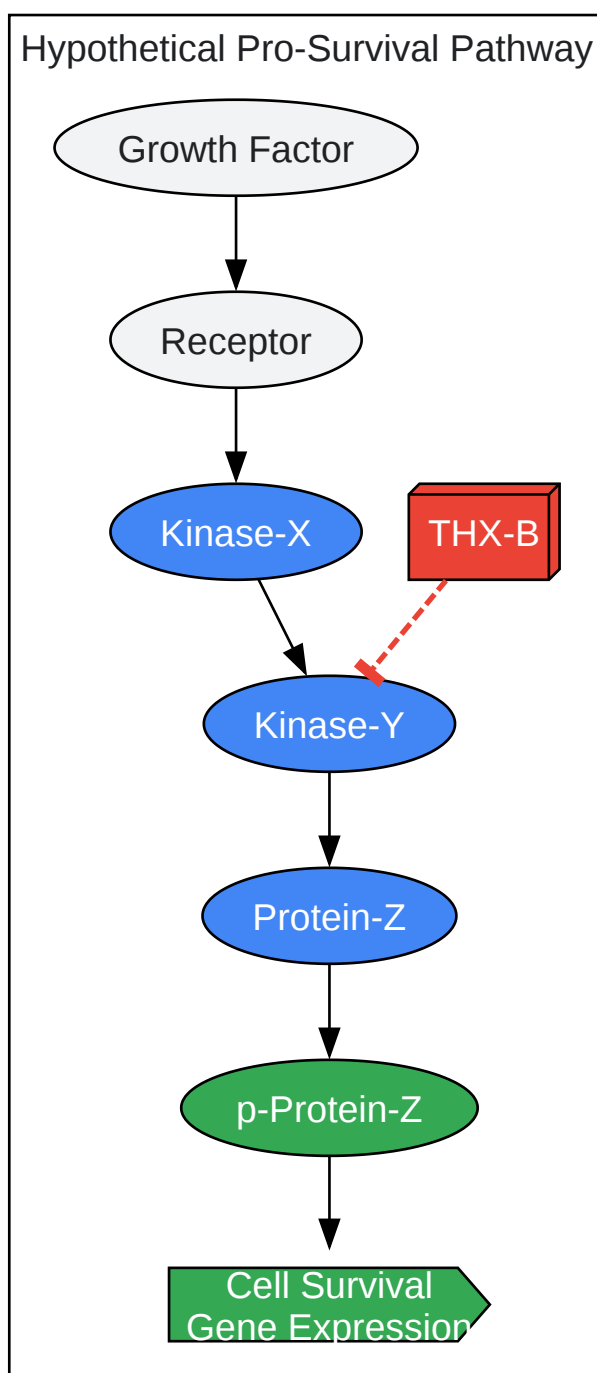 Hypothetical Pro-Survival Pathway
Growth Factor
Receptor
Kinase-X
THX-B
Kinase-Y
Protein-Z
p-Protein-Z
Cell Survival
Gene Expression